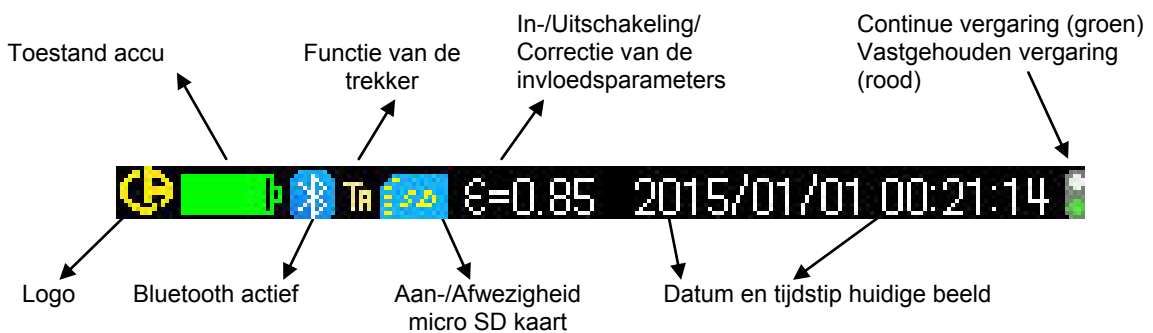 Toestand accu
Functie van de
trekker
In-/Uitschakeling/
Correctie van de
invloedsparameters
Continue vergaring (groen)
Vastgehouden vergaring
(rood)
CA TA SD ε=0.85 2015/01/01 00:21:14
Logo
Bluetooth actief
Aan-/Afwezigheid
micro SD kaart
Datum en tijdstip huidige beeld